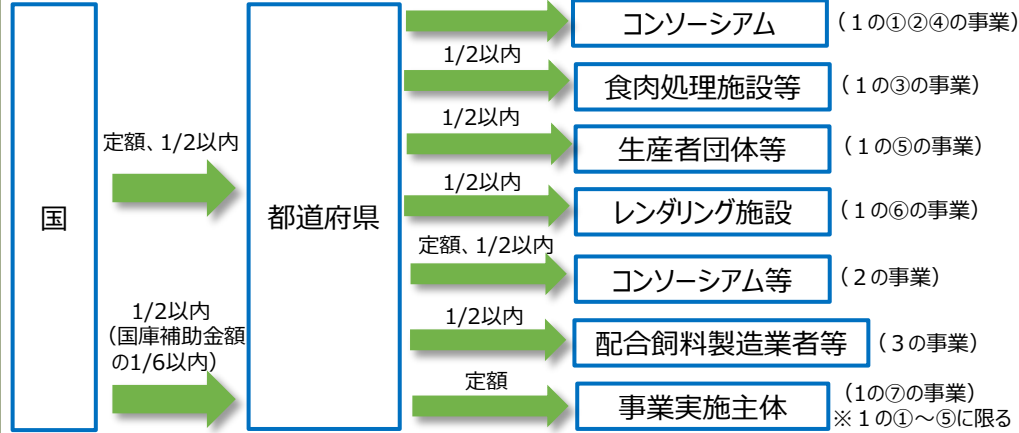 コンソーシアム
(1の①②④の事業)
1/2以内
食肉処理施設等
(1の③の事業)
1/2以内
定額、1/2以内
生産者団体等
(1の⑤の事業)
1/2以内
国
都道府県
レンダリング施設
(1の⑥の事業)
定額、1/2以内
コンソーシアム等
(2の事業)
1/2以内
(国庫補助金額
の1/6以内)
1/2以内
配合飼料製造業者等
(3の事業)
定額
事業実施主体
(1の⑦の事業)
※1の①～⑤に限る